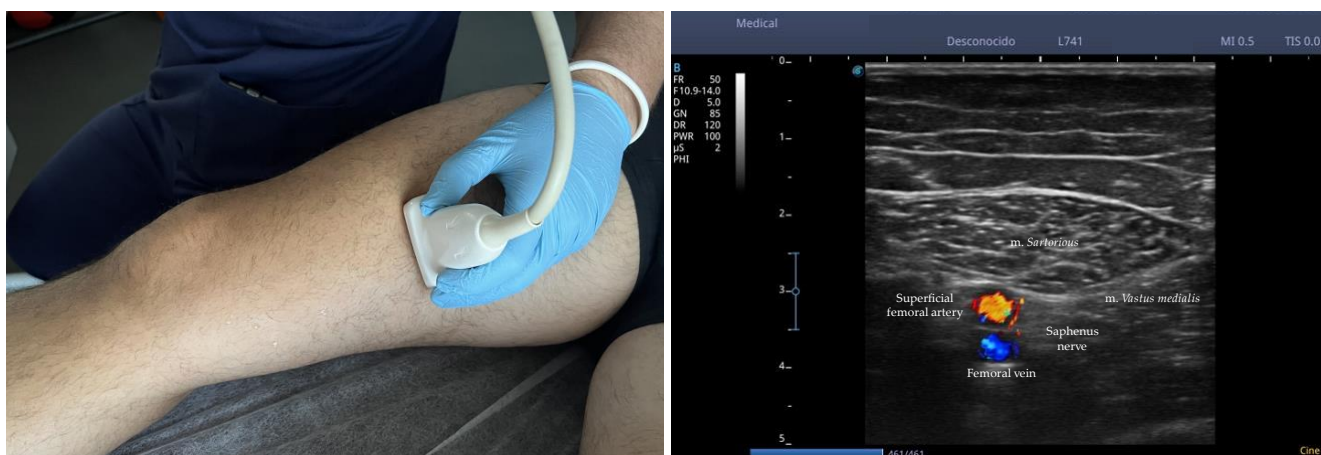 Medical
Desconocido L741 MI 0.5 TIS 0.0
B
FR 50
F10.9-14.0
D 5.0
GN 85
DR 120
PWR 100
µS 2
PHI
0
1
2
m. Sartorious
3
m. Vastus medialis
Superficial
femoral artery
Saphenus
nerve
4
Femoral vein
5
461/461
Cine